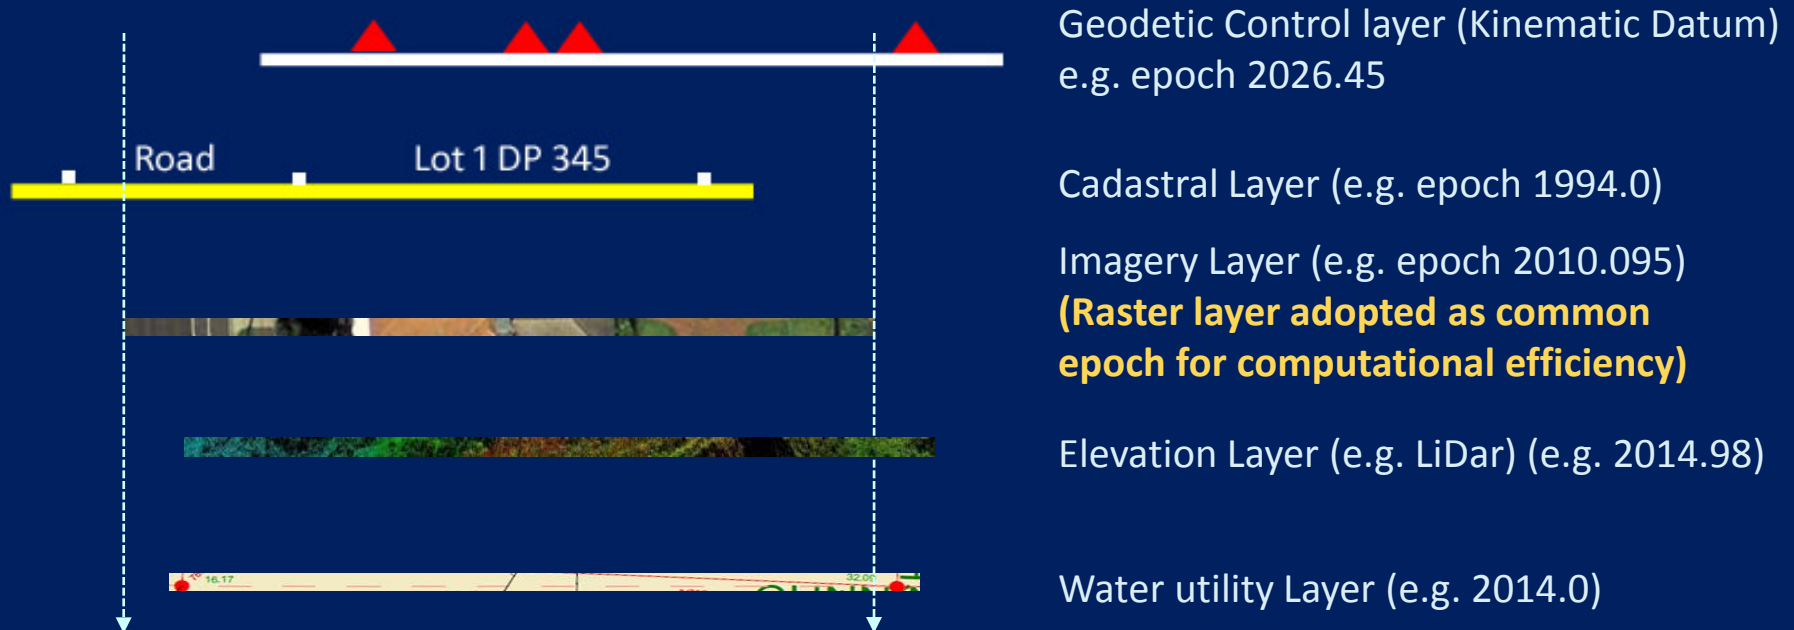 Geodetic Control layer (Kinematic Datum)
e.g. epoch 2026.45
Road
Lot 1 DP 345
Cadastral Layer (e.g. epoch 1994.0)
Imagery Layer (e.g. epoch 2010.095)
(Raster layer adopted as common
epoch for computational efficiency)
Elevation Layer (e.g. LiDar) (e.g. 2014.98)
16.17
Water utility Layer (e.g. 2014.0)